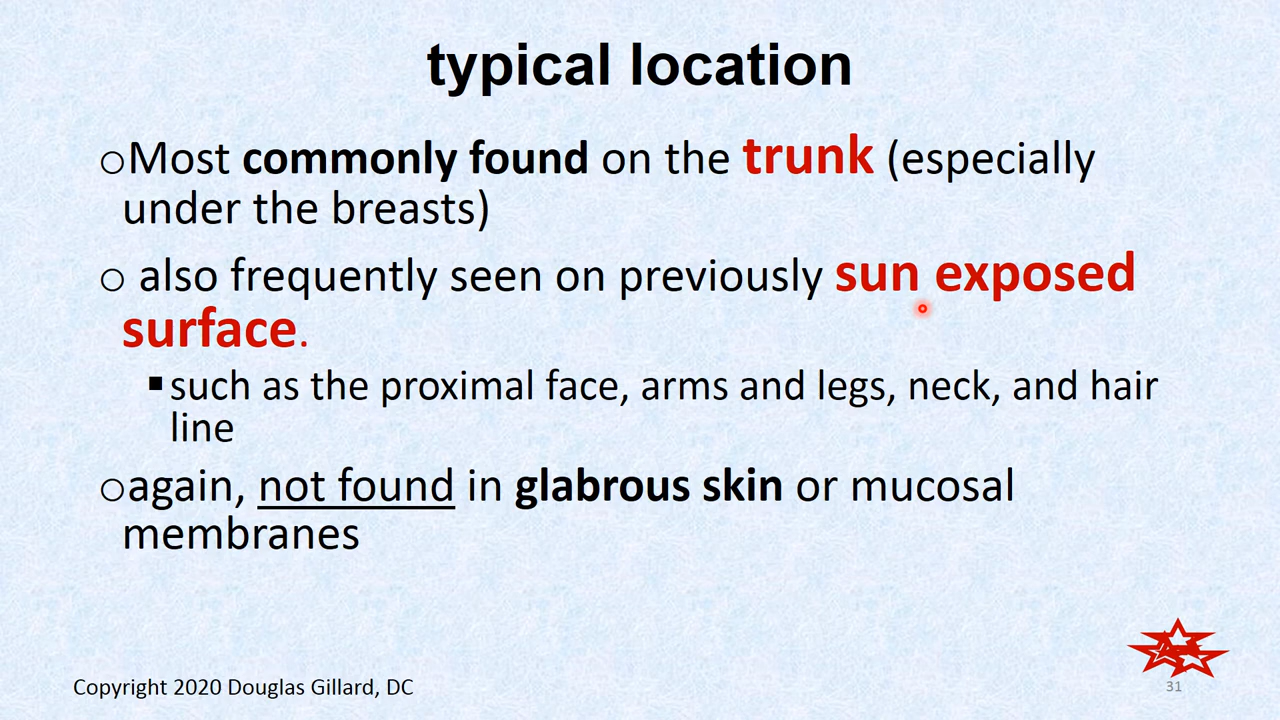 typical location
○Most commonly found on the trunk (especially
under the breasts)
○ also frequently seen on previously sun exposed
surface.
▪such as the proximal face, arms and legs, neck, and hair
line
○again, not found in glabrous skin or mucosal
membranes
Copyright 2020 Douglas Gillard, DC
31